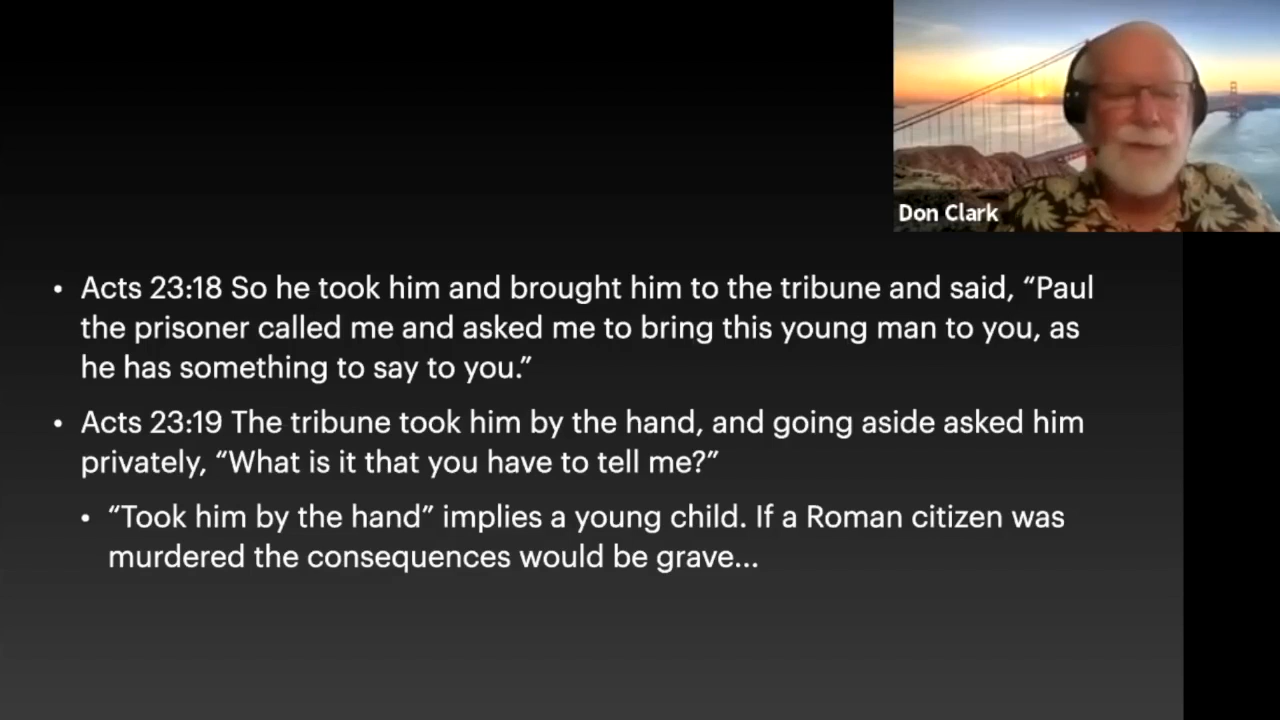 Don Clark
• Acts 23:18 So he took him and brought him to the tribune and said, “Paul
the prisoner called me and asked me to bring this young man to you, as
he has something to say to you.”
• Acts 23:19 The tribune took him by the hand, and going aside asked him
privately, “What is it that you have to tell me?”
• “Took him by the hand” implies a young child. If a Roman citizen was
murdered the consequences would be grave...